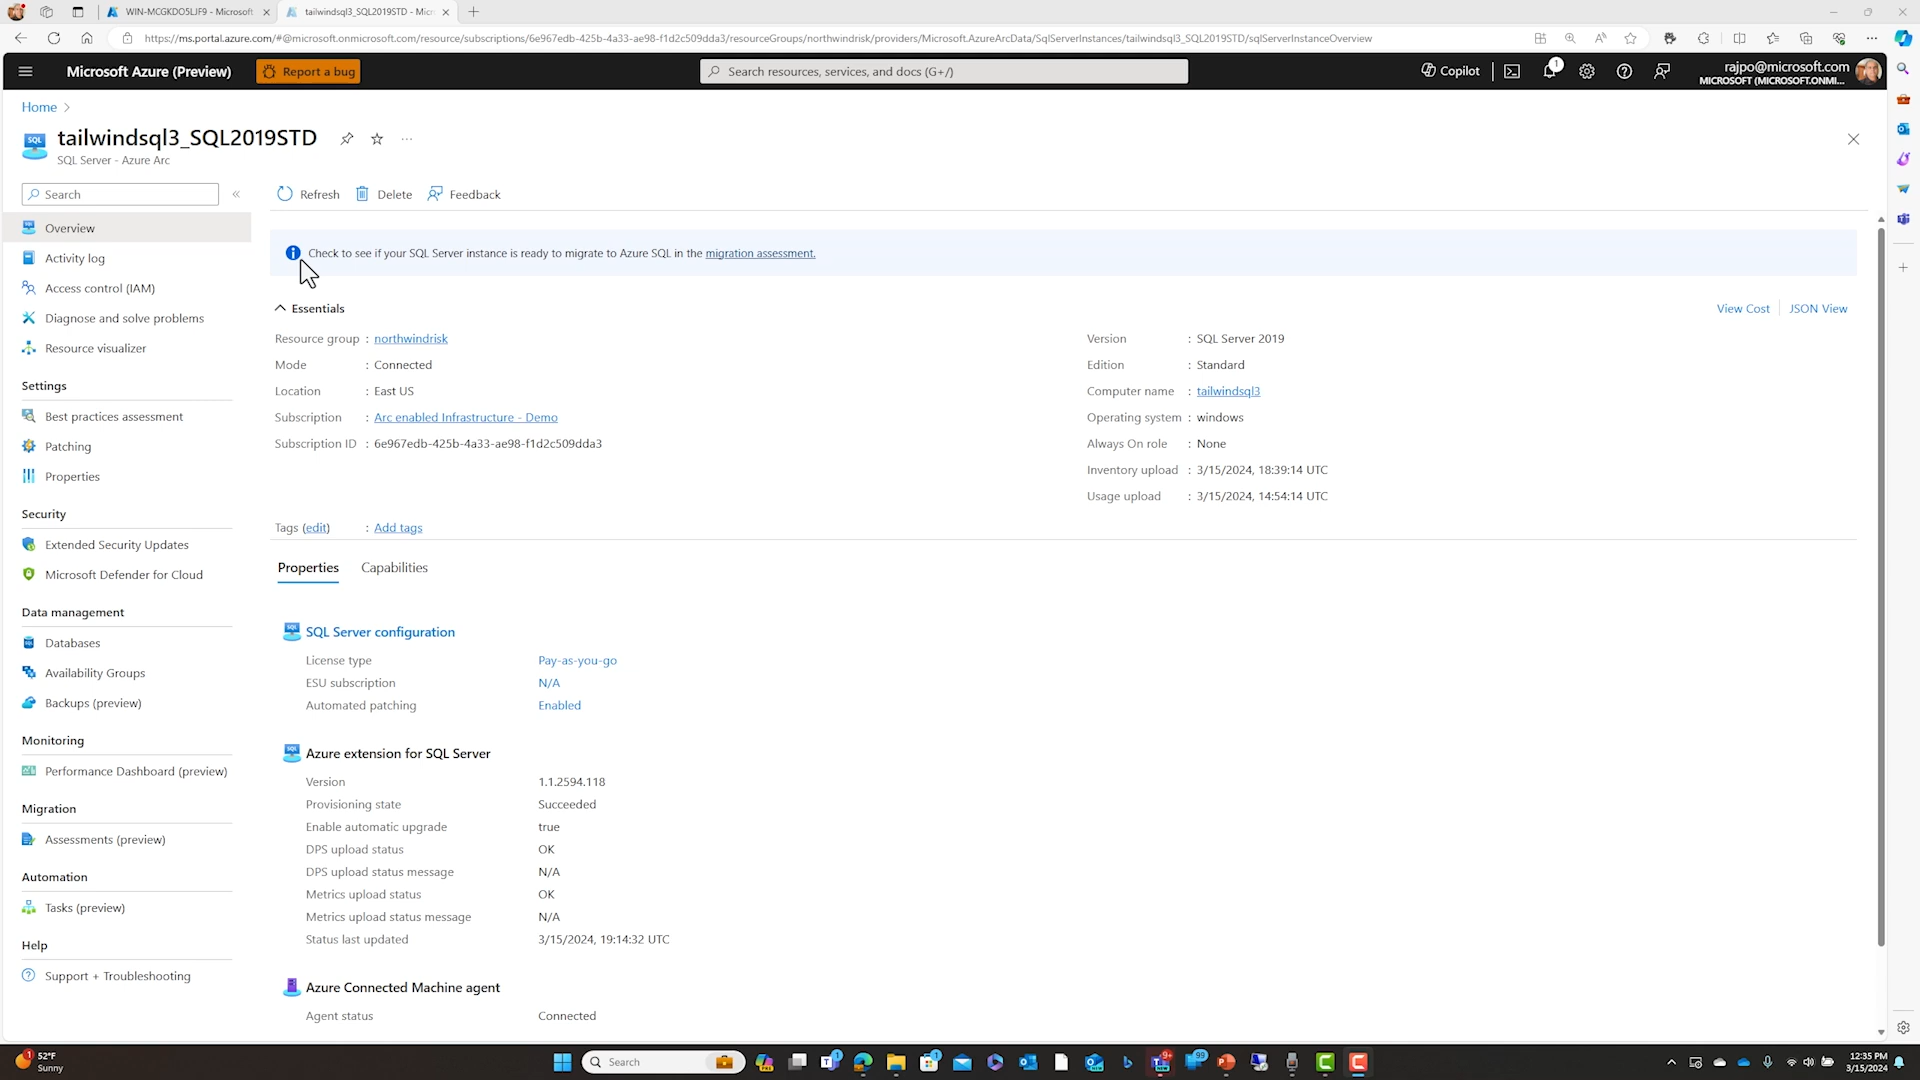 WIN-MCGKDO5LJF9 - Microsoft
tailwindsql3_SQL2019STD - Micr
https://ms.portal.azure.com/#@microsoft.onmicrosoft.com/resource/subscriptions/6e967edb-425b-4a33-ae98-f1d2c509dda3/resourceGroups/northwindrisk/providers/Microsoft.AzureArcData/SqlServerInstances/tailwindsql3_SQL2019STD/sqlServerInstanceOverview
Microsoft Azure (Preview)
Report a bug
Search resources, services, and docs (G+/)
Copilot
1
rajpo@microsoft.com
MICROSOFT (MICROSOFT.ONMI...
Home
tailwindsql3_SQL2019STD
SQL Server - Azure Arc
Search
Refresh
Delete
Feedback
Overview
Activity log
Access control (IAM)
Diagnose and solve problems
Resource visualizer
Settings
Best practices assessment
Patching
Properties
Security
Extended Security Updates
Microsoft Defender for Cloud
Data management
Databases
Availability Groups
Backups (preview)
Monitoring
Performance Dashboard (preview)
Migration
Assessments (preview)
Automation
Tasks (preview)
Help
Support + Troubleshooting
Check to see if your SQL Server instance is ready to migrate to Azure SQL in the migration assessment.
Essentials
View Cost
JSON View
Resource group : northwindrisk
Mode : Connected
Location : East US
Subscription : Arc enabled Infrastructure - Demo
Subscription ID : 6e967edb-425b-4a33-ae98-f1d2c509dda3
Version : SQL Server 2019
Edition : Standard
Computer name : tailwindsql3
Operating system : windows
Always On role : None
Inventory upload : 3/15/2024, 18:39:14 UTC
Usage upload : 3/15/2024, 14:54:14 UTC
Tags (edit) : Add tags
Properties
Capabilities
SQL Server configuration
License type Pay-as-you-go
ESU subscription N/A
Automated patching Enabled
Azure extension for SQL Server
Version 1.1.2594.118
Provisioning state Succeeded
Enable automatic upgrade true
DPS upload status OK
DPS upload status message N/A
Metrics upload status OK
Metrics upload status message N/A
Status last updated 3/15/2024, 19:14:32 UTC
Azure Connected Machine agent
Agent status Connected
52°F
Sunny
Search
12:35 PM
3/15/2024